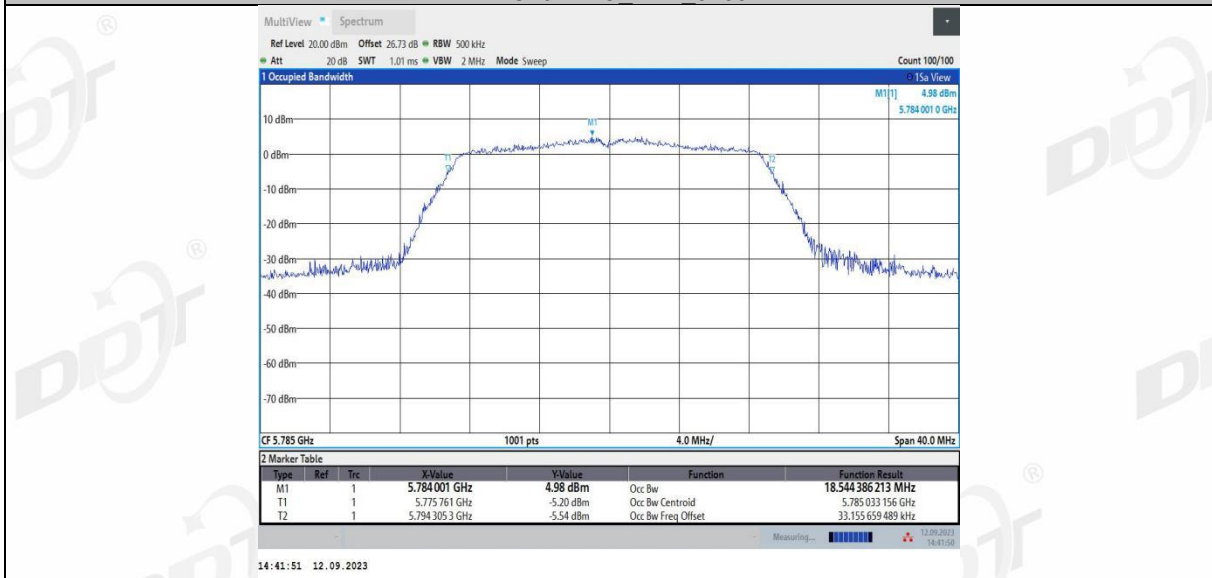 MultiView Spectrum
Ref Level 20.00 dBm Offset 26.73 dB RBW 500 kHz
Att 20 dB SWT 1.01 ms VBW 2 MHz Mode Sweep Count 100/100
1 Occupied Bandwidth 1Sa View
M1[1] 4.98 dBm
5.784 001 0 GHz
10 dBm
M1
0 dBm
T1
T2
-10 dBm
-20 dBm
-30 dBm
-40 dBm
-50 dBm
-60 dBm
-70 dBm
CF 5.785 GHz 1001 pts 4.0 MHz/ Span 40.0 MHz
2 Marker Table
Type Ref Trc X-Value Y-Value Function Function Result
M1 1 5.784 001 GHz 4.98 dBm Occ Bw 18.544 386 213 MHz
T1 1 5.775 761 GHz -5.20 dBm Occ Bw Centroid 5.785 033 156 GHz
T2 1 5.794 305 3 GHz -5.54 dBm Occ Bw Freq Offset 33.155 659 489 kHz
Measuring... 12.09.2023
14:41:50
14:41:51 12.09.2023
DDT
®
DDT
®
DDT
®